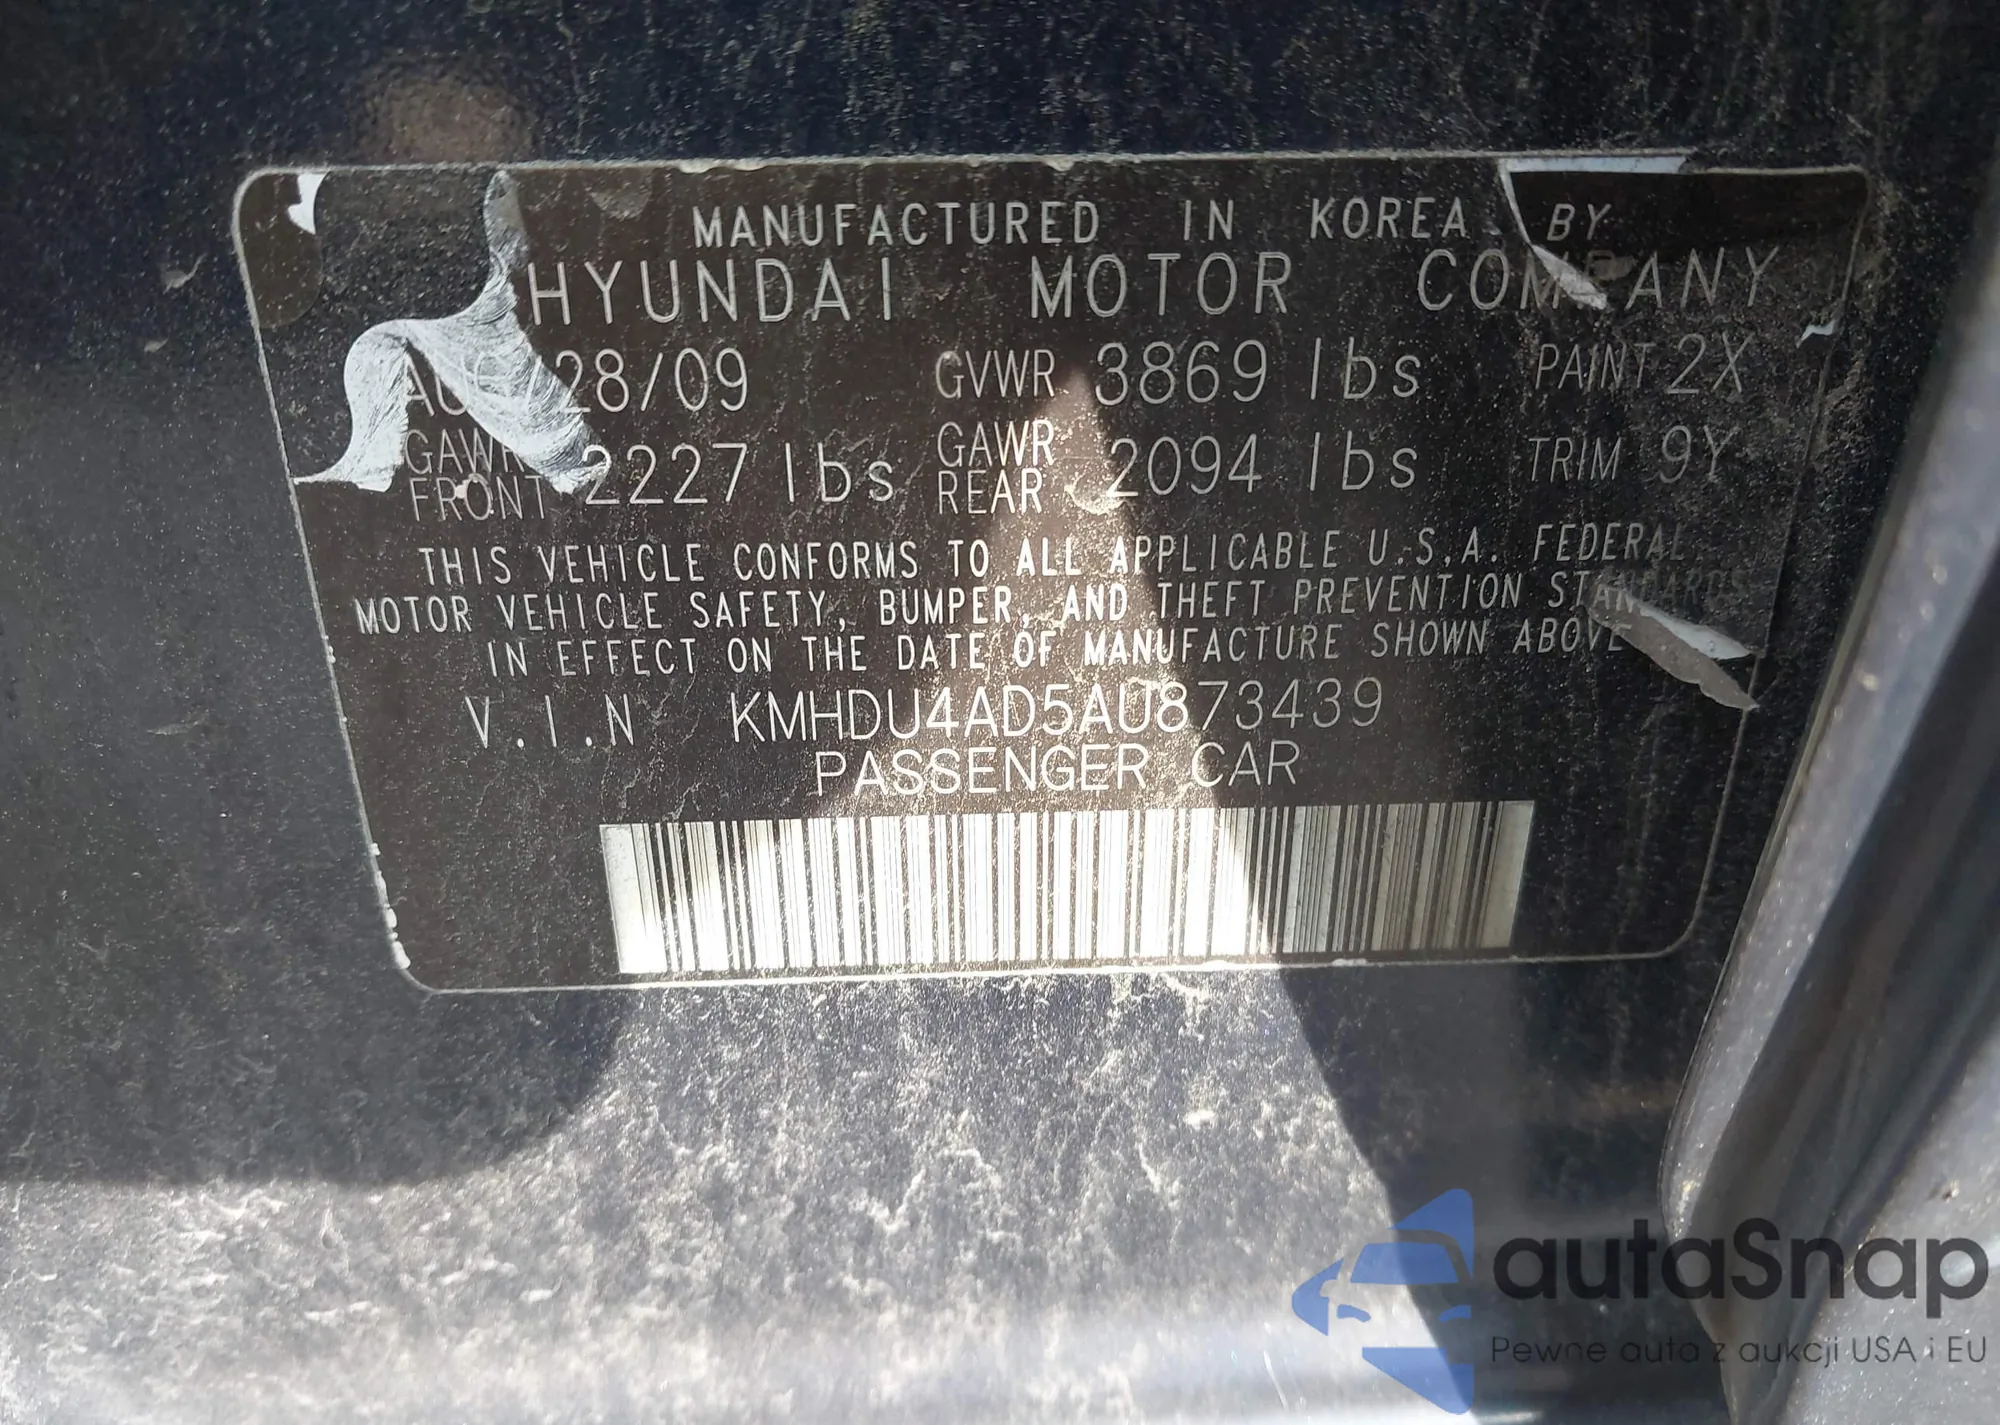 MANUFACTURED IN KOREA BY
HYUNDAI MOTOR COMPANY
28/09 GVWR 3869 lbs PAINT 2X
GAWR FRONT 2227 lbs GAWR REAR 2094 lbs TRIM 9Y
THIS VEHICLE CONFORMS TO ALL APPLICABLE U.S.A. FEDERAL
MOTOR VEHICLE SAFETY, BUMPER, AND THEFT PREVENTION STANDARDS
IN EFFECT ON THE DATE OF MANUFACTURE SHOWN ABOVE
V.I.N KMHDU4AD5AU873439
PASSENGER CAR
autaSnap
Pewne auta z aukcji USA i EU